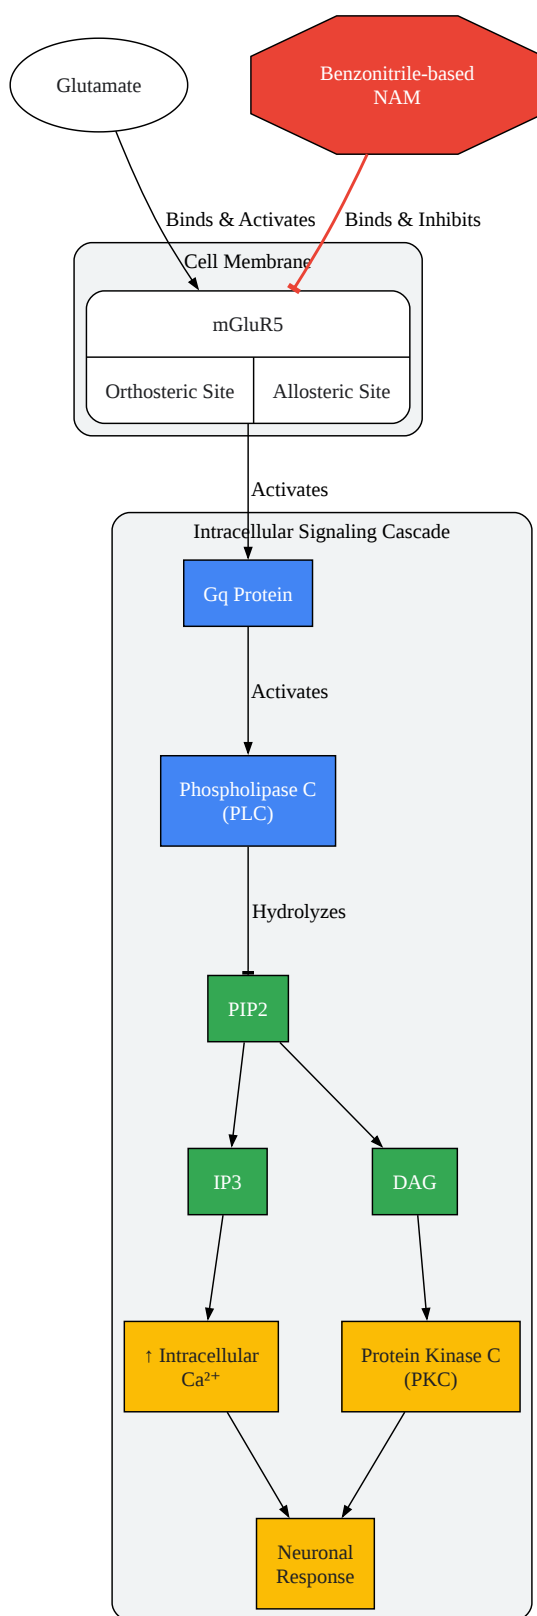 Glutamate
Benzonitrile-based
NAM
Binds & Activates
Binds & Inhibits
Cell Membrane
mGluR5
Orthosteric Site
Allosteric Site
Activates
Intracellular Signaling Cascade
Gq Protein
Activates
Phospholipase C
(PLC)
Hydrolyzes
PIP2
IP3
DAG
↑ Intracellular
Ca²⁺
Protein Kinase C
(PKC)
Neuronal
Response